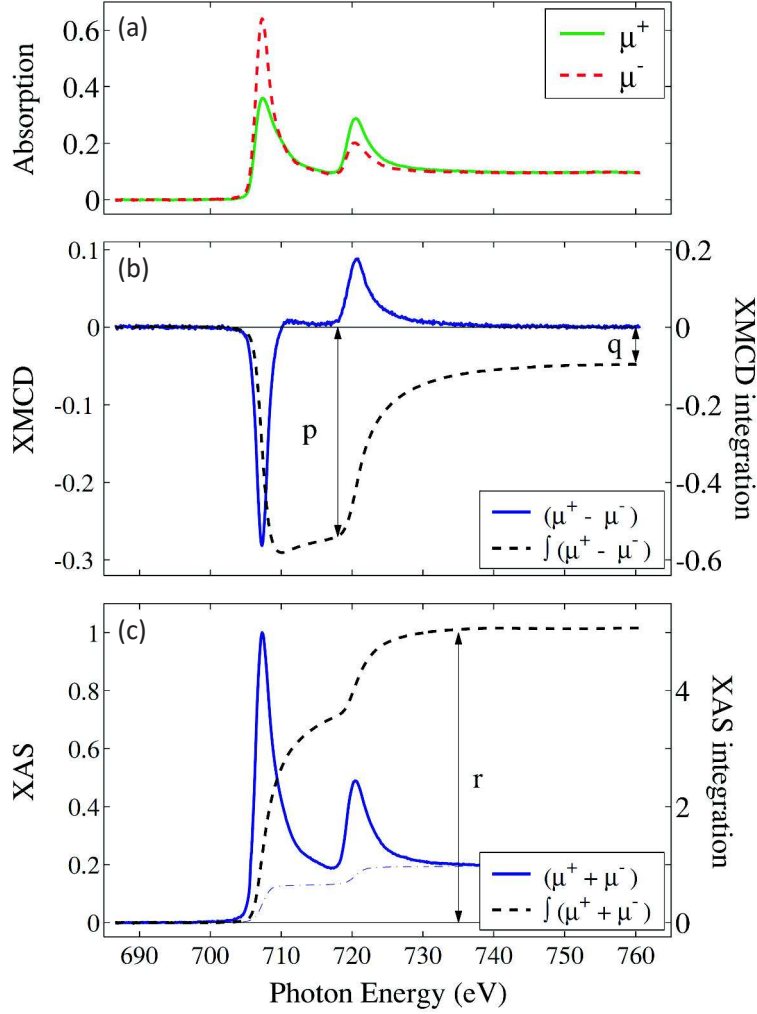 (a)
Absorption
0.6
0.4
0.2
0
μ⁺
μ⁻
(b)
XMCD
0.1
0
-0.1
-0.2
-0.3
p
q
(μ⁺ - μ⁻)
∫(μ⁺ - μ⁻)
0.2
0
-0.2
-0.4
-0.6
XMCD integration
(c)
XAS
1
0.8
0.6
0.4
0.2
0
r
(μ⁺ + μ⁻)
∫(μ⁺ + μ⁻)
4
2
0
XAS integration
690 700 710 720 730 740 750 760
Photon Energy (eV)